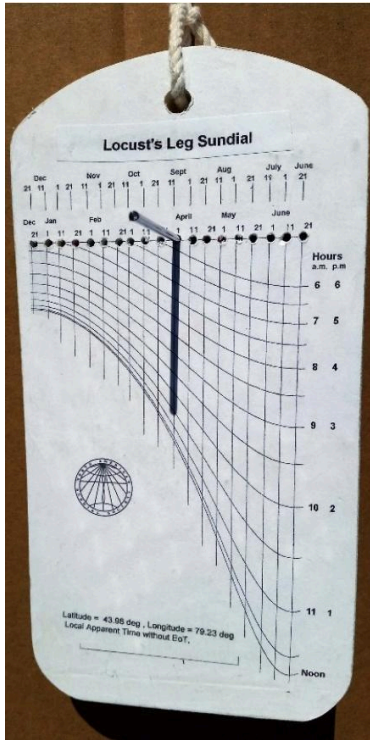 Locust's Leg Sundial
Dec Nov Oct Sept Aug July June
21 11 1 21 11 1 21 11 1 21 11 1 21 11 1 21 11 1 21
Dec Jan Feb April May June
21 1 11 21 1 11 21 1 11 1 11 21 1 11 21 1 11 21
Hours
a.m. p.m
6 6
7 5
8 4
9 3
10 2
11 1
Noon
Latitude = 43.98 deg , Longitude = 79.23 deg
Local Apparent Time without EoT.